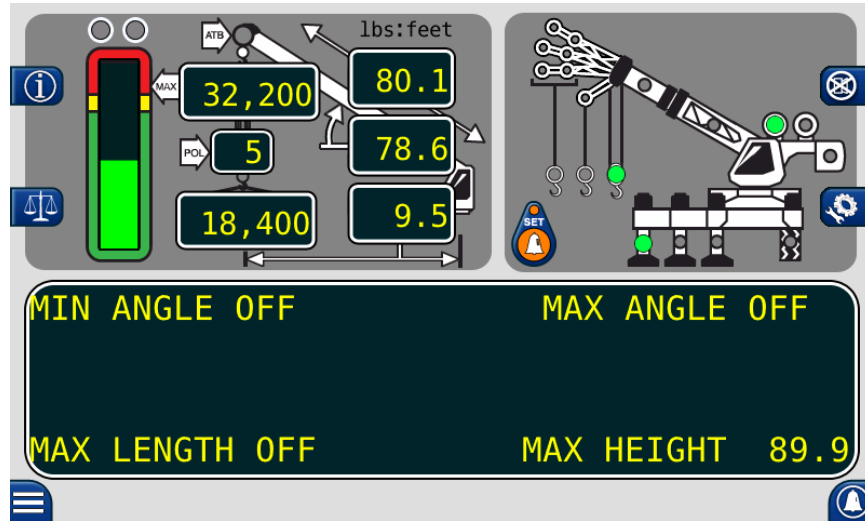 lbs:feet
ATB
80.1
MAX
32,200
POL
5
78.6
18,400
9.5
SET
MIN ANGLE OFF
MAX ANGLE OFF
MAX LENGTH OFF
MAX HEIGHT 89.9